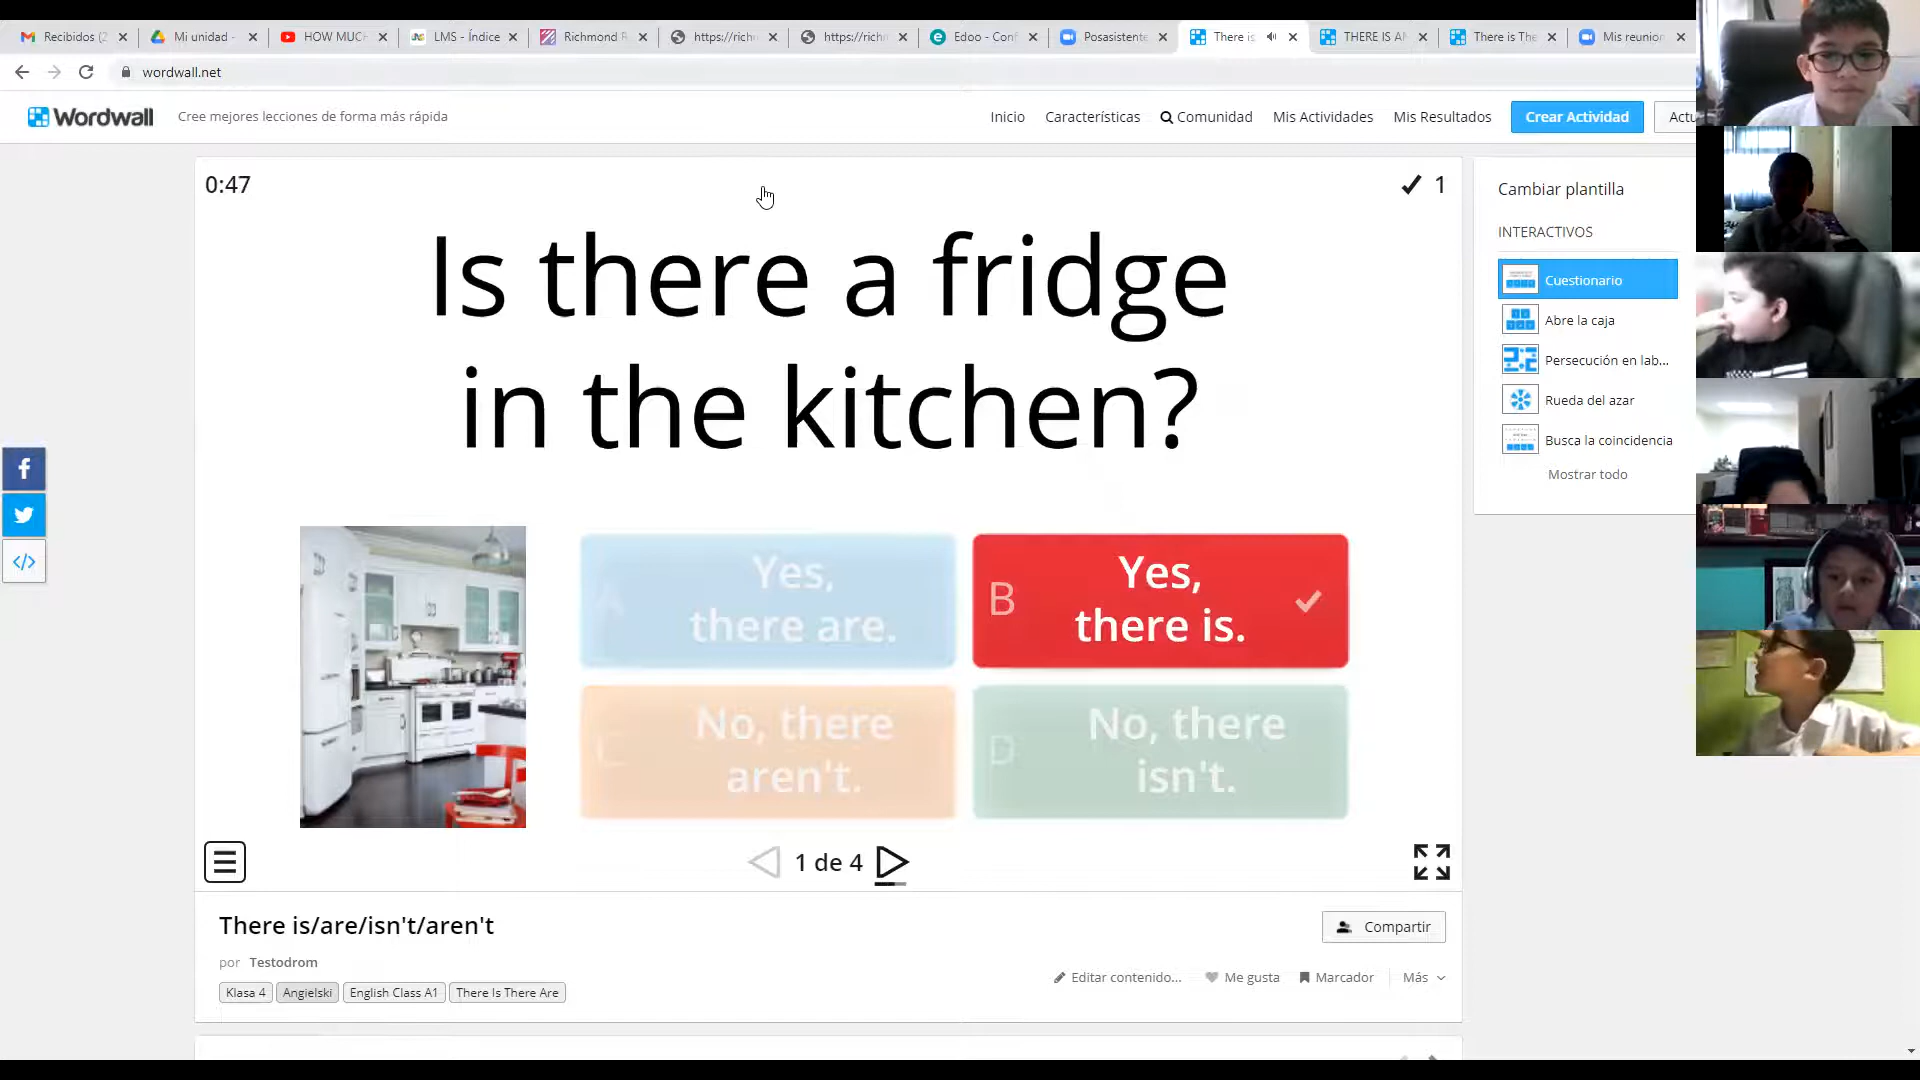 Recibidos (2
Mi unidad -
HOW MUCH
LMS - Índice
Richmond R
https://rich
https://rich
Edoo - Conf
Posasistente
There is
THERE IS AN
There is The
Mis reunion
wordwall.net
Wordwall
Cree mejores lecciones de forma más rápida
Inicio
Características
Comunidad
Mis Actividades
Mis Resultados
Crear Actividad
Actu
0:47
1
Is there a fridge
in the kitchen?
A
Yes,
there are.
B
Yes,
there is.
C
No, there
aren't.
D
No, there
isn't.
1 de 4
Cambiar plantilla
INTERACTIVOS
Cuestionario
Abre la caja
Persecución en lab...
Rueda del azar
Busca la coincidencia
Mostrar todo
There is/are/isn't/aren't
Compartir
por Testodrom
Klasa 4
Angielski
English Class A1
There Is There Are
Editar contenido...
Me gusta
Marcador
Más